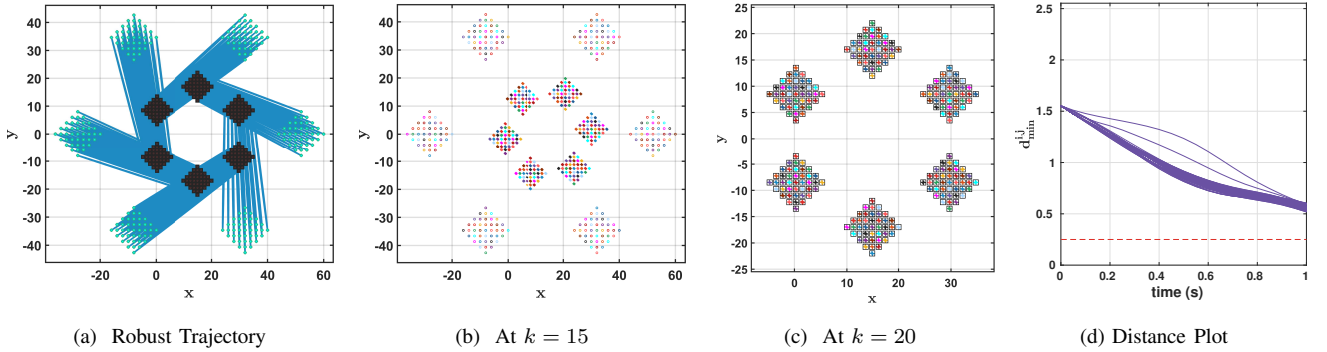 40
30
20
10
0
-10
-20
-30
-40
y
-20 0 20 40 60
x
40
30
20
10
0
-10
-20
-30
-40
y
-20 0 20 40 60
x
25
20
15
10
5
0
-5
-10
-15
-20
-25
y
0 10 20 30
x
2.5
2
1.5
1
0.5
0
d^{i,j}_{min}
0 0.2 0.4 0.6 0.8 1
time (s)
(a) Robust Trajectory
(b) At k = 15
(c) At k = 20
(d) Distance Plot